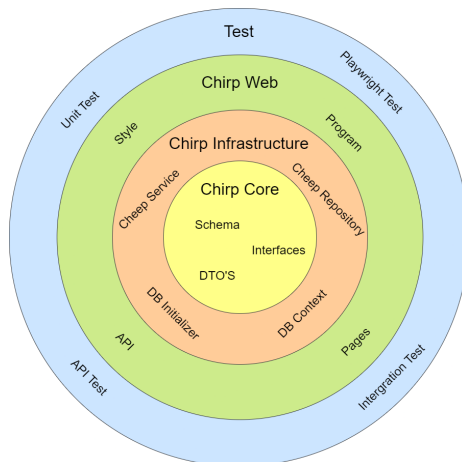 Test
Unit Test
Playwright Test
Chirp Web
Style
Program
Chirp Infrastructure
Cheep Service
Cheep Repository
Chirp Core
Schema
Interfaces
DTO'S
DB Initializer
DB Context
API
Pages
API Test
Intergration Test